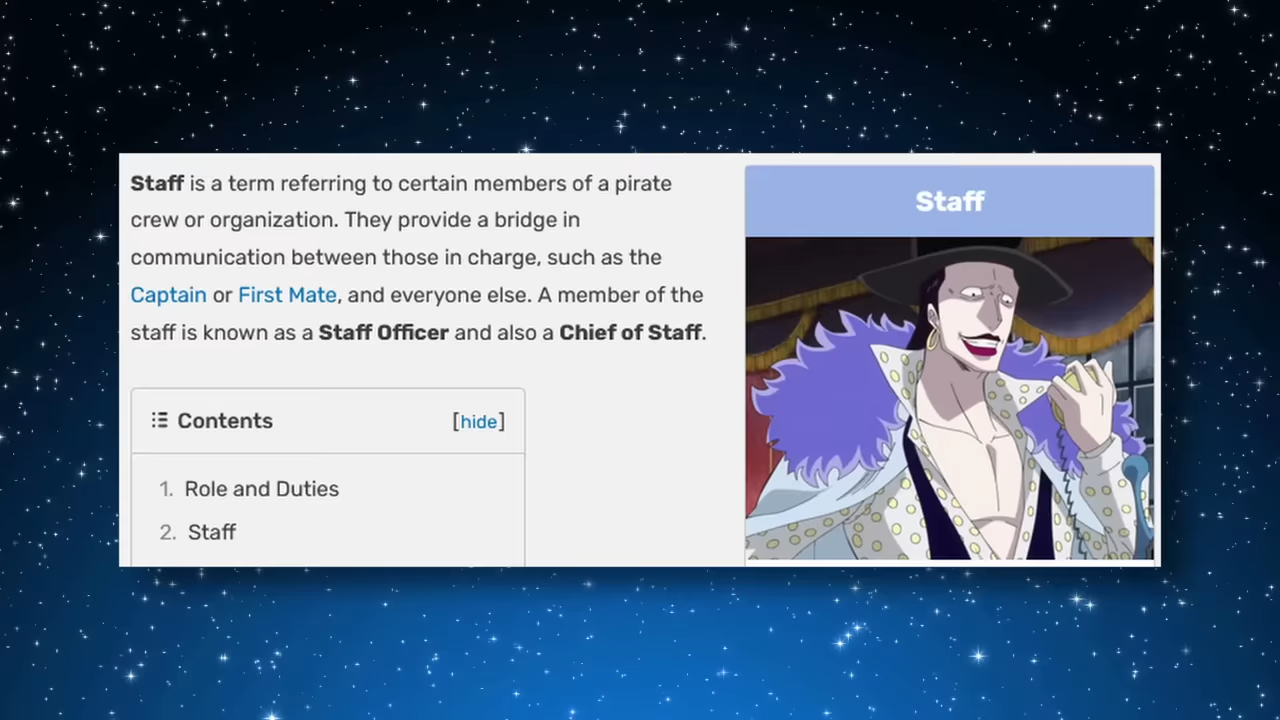 Staff is a term referring to certain members of a pirate
crew or organization. They provide a bridge in
communication between those in charge, such as the
Captain or First Mate, and everyone else. A member of the
staff is known as a Staff Officer and also a Chief of Staff.
Contents [hide]
1. Role and Duties
2. Staff
Staff